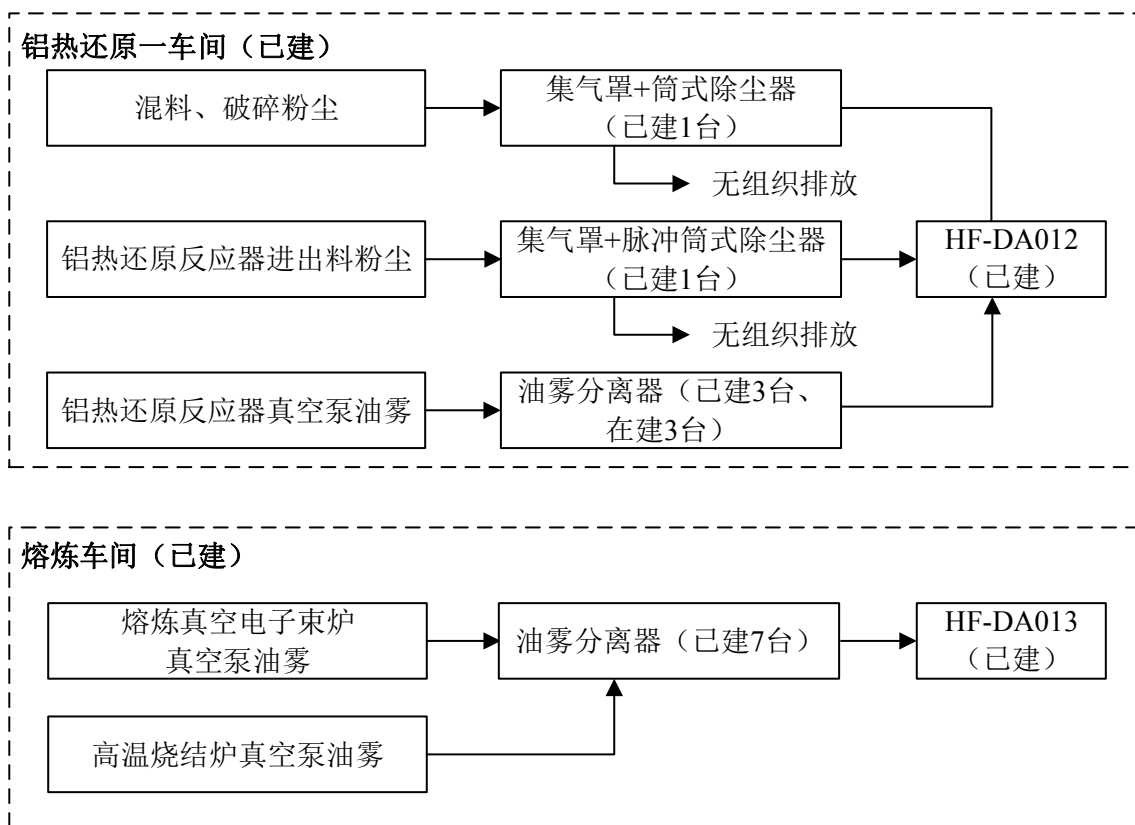 铝热还原一车间（已建）
混料、破碎粉尘
集气罩+筒式除尘器
（已建1台）
无组织排放
铝热还原反应器进出料粉尘
集气罩+脉冲筒式除尘器
（已建1台）
HF-DA012
（已建）
无组织排放
铝热还原反应器真空泵油雾
油雾分离器（已建3台、
在建3台）
熔炼车间（已建）
熔炼真空电子束炉
真空泵油雾
油雾分离器（已建7台）
HF-DA013
（已建）
高温烧结炉真空泵油雾